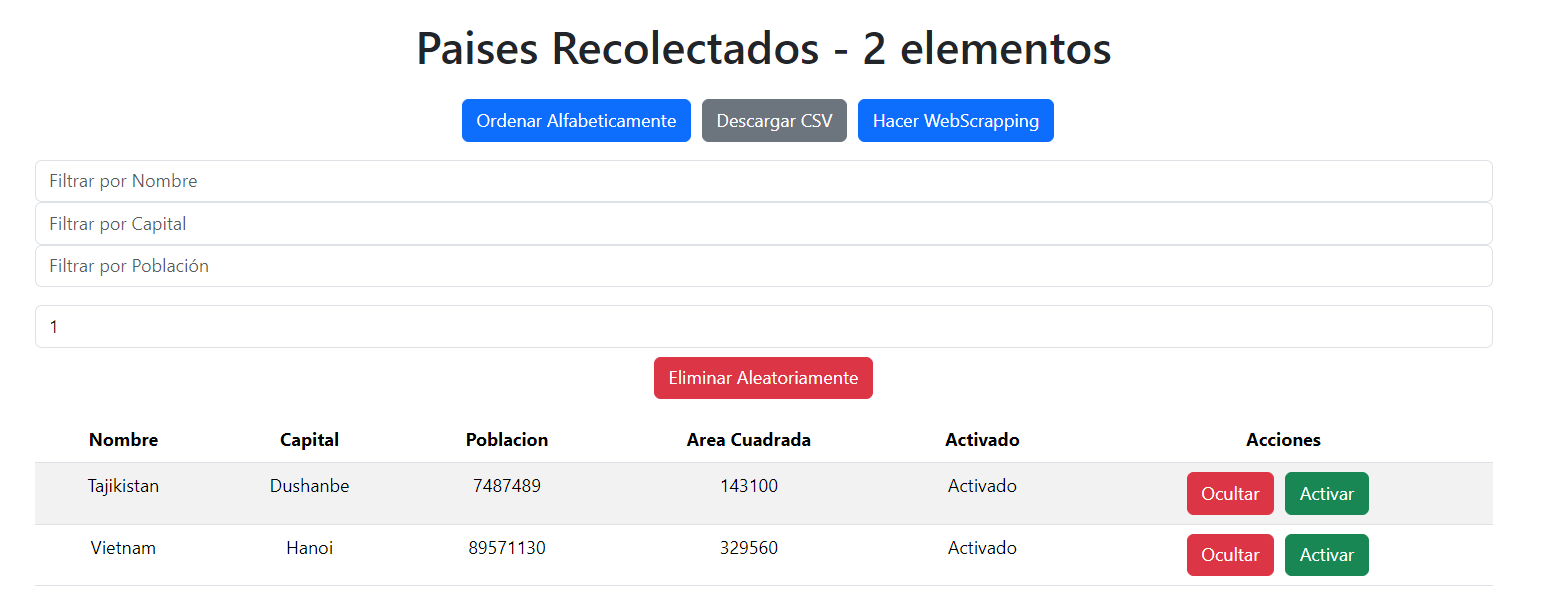 Paises Recolectados - 2 elementos
Ordenar Alfabeticamente Descargar CSV Hacer WebScrapping
Filtrar por Nombre
Filtrar por Capital
Filtrar por Población
1
Eliminar Aleatoriamente
Nombre Capital Poblacion Area Cuadrada Activado Acciones
Tajikistan Dushanbe 7487489 143100 Activado Ocultar Activar
Vietnam Hanoi 89571130 329560 Activado Ocultar Activar